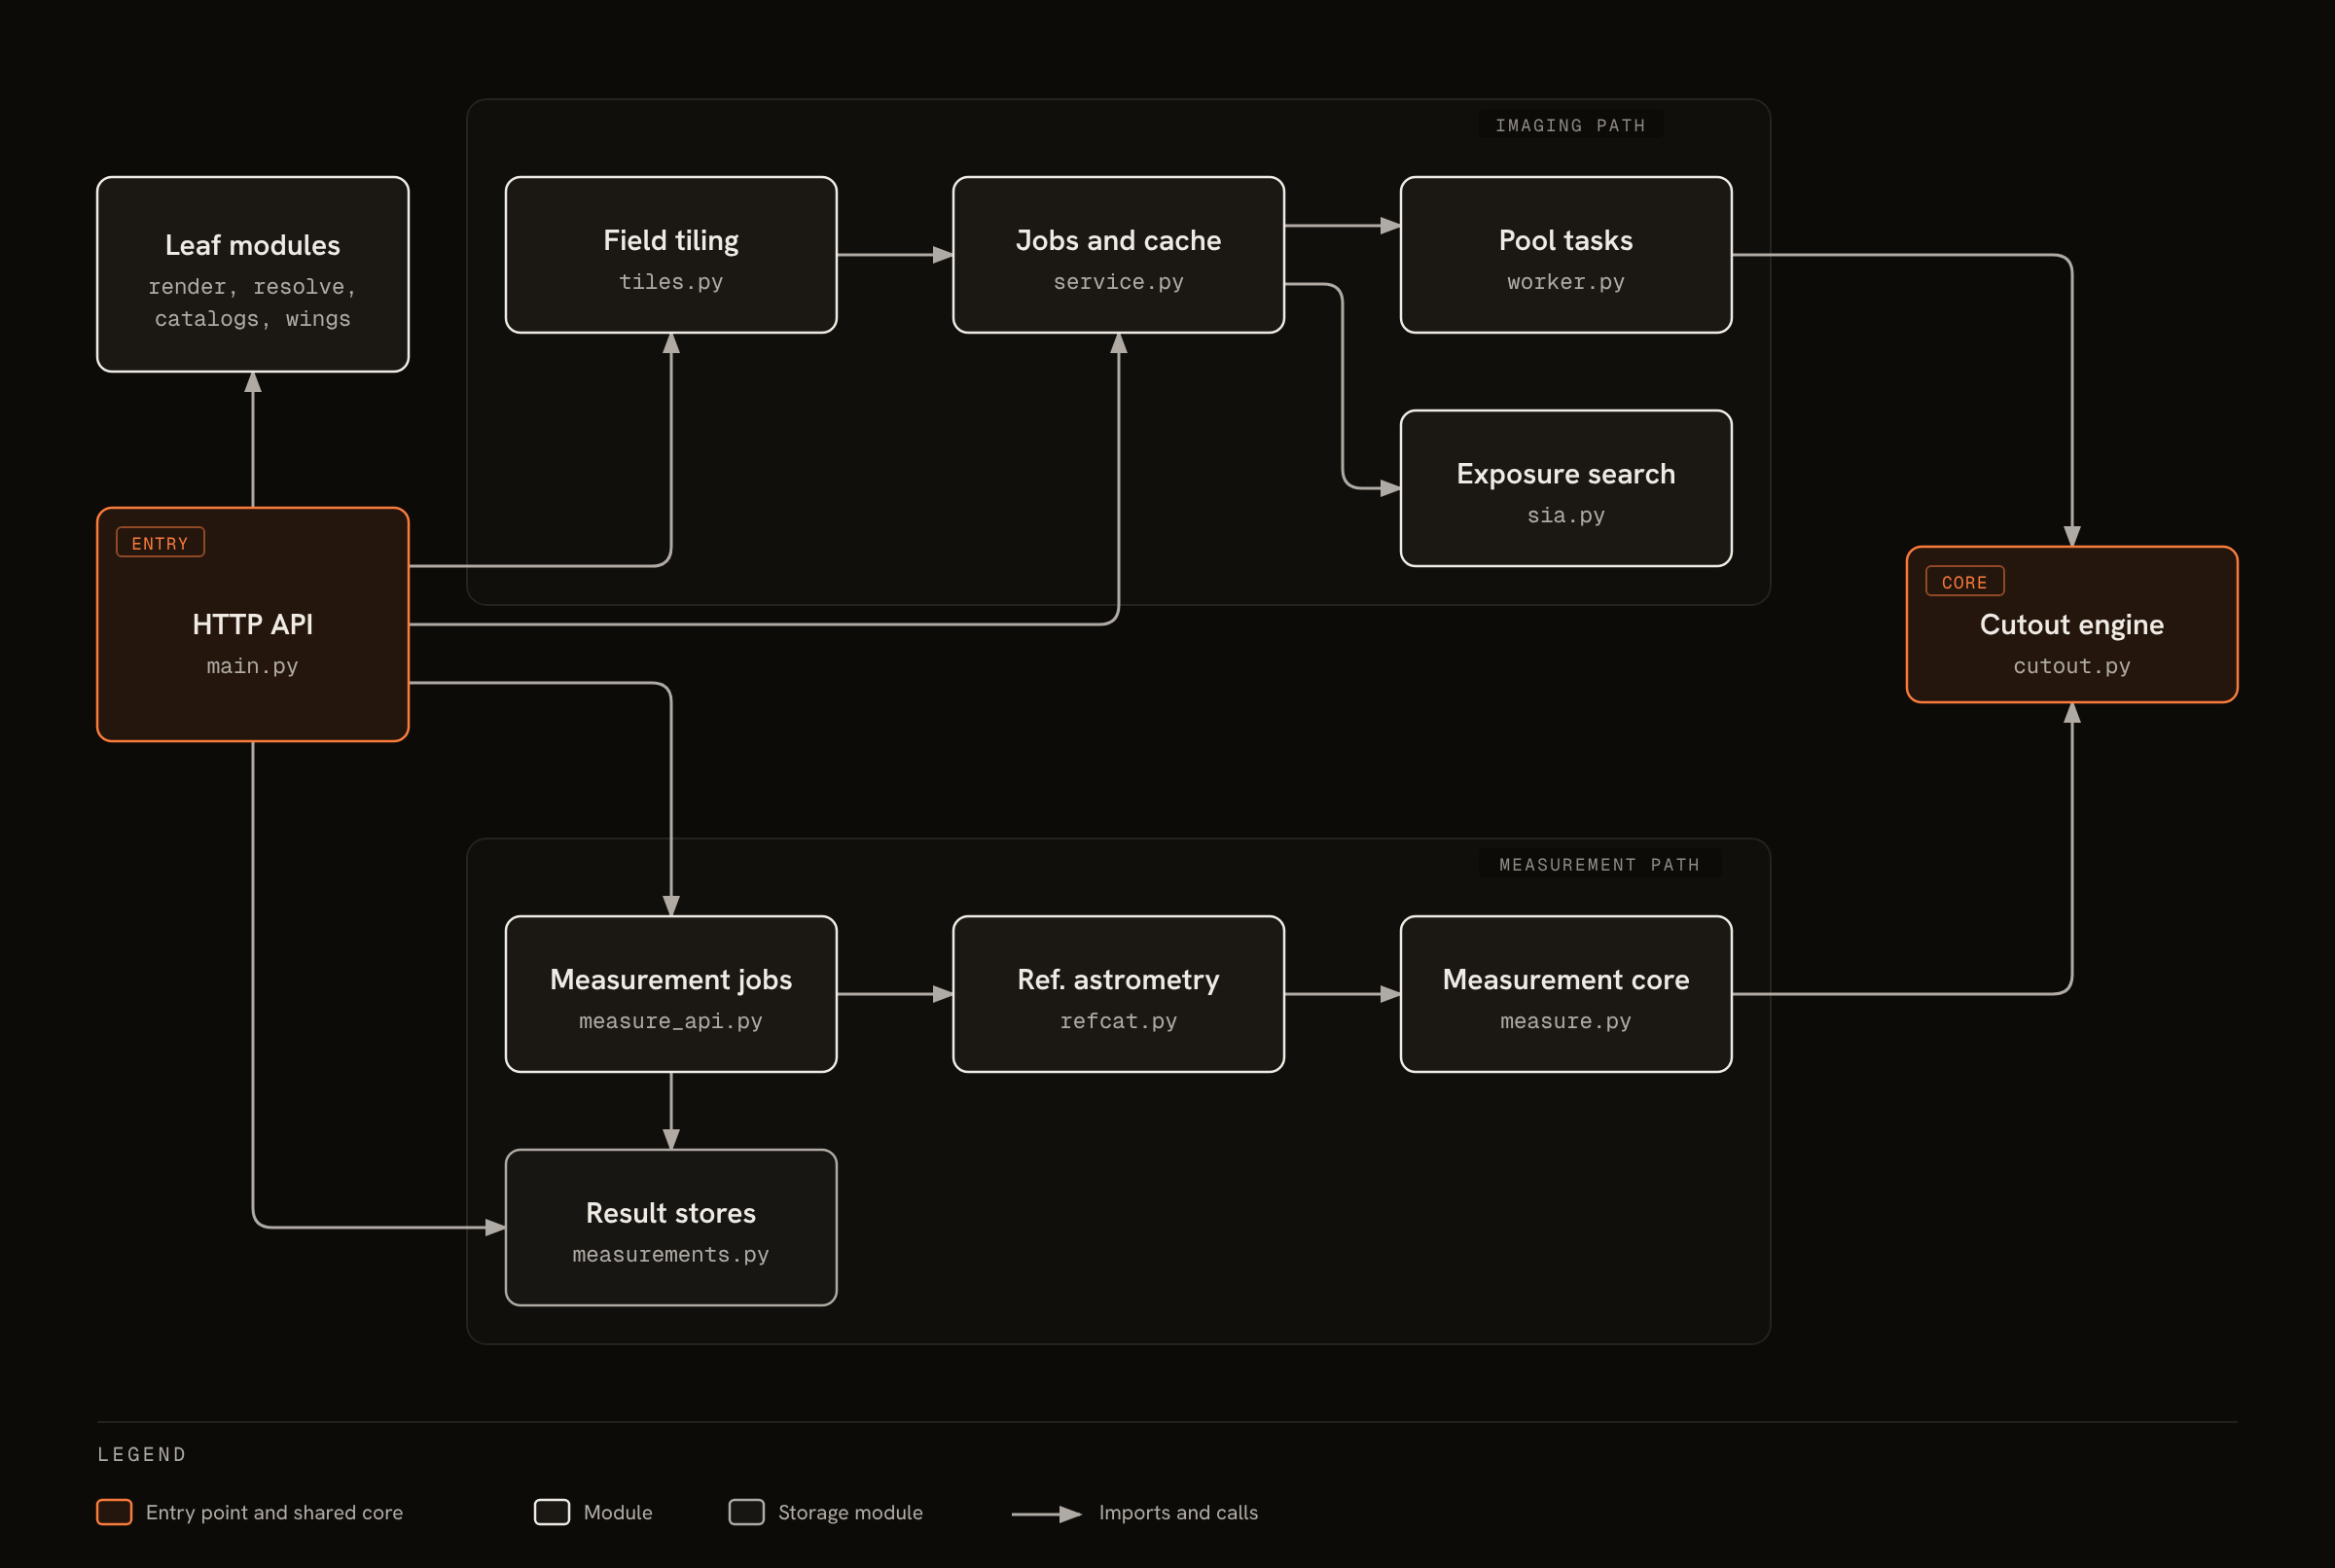 IMAGING PATH
Leaf modules
render, resolve,
catalogs, wings
Field tiling
tiles.py
Jobs and cache
service.py
Pool tasks
worker.py
Exposure search
sia.py
ENTRY
HTTP API
main.py
CORE
Cutout engine
cutout.py
MEASUREMENT PATH
Measurement jobs
measure_api.py
Ref. astrometry
refcat.py
Measurement core
measure.py
Result stores
measurements.py
LEGEND
Entry point and shared core
Module
Storage module
Imports and calls